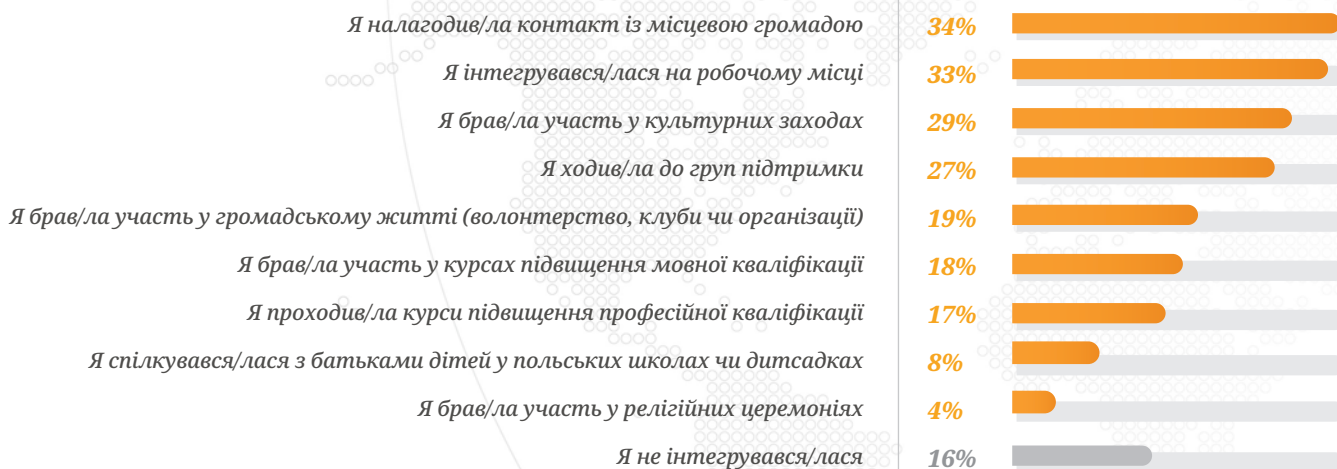 Я налагодив/ла контакт із місцевою громадою 34%
Я інтегрувався/лася на робочому місці 33%
Я брав/ла участь у культурних заходах 29%
Я ходив/ла до груп підтримки 27%
Я брав/ла участь у громадському житті (волонтерство, клуби чи організації) 19%
Я брав/ла участь у курсах підвищення мовної кваліфікації 18%
Я проходив/ла курси підвищення професійної кваліфікації 17%
Я спілкувався/лася з батьками дітей у польських школах чи дитсадках 8%
Я брав/ла участь у релігійних церемоніях 4%
Я не інтегрувався/лася 16%